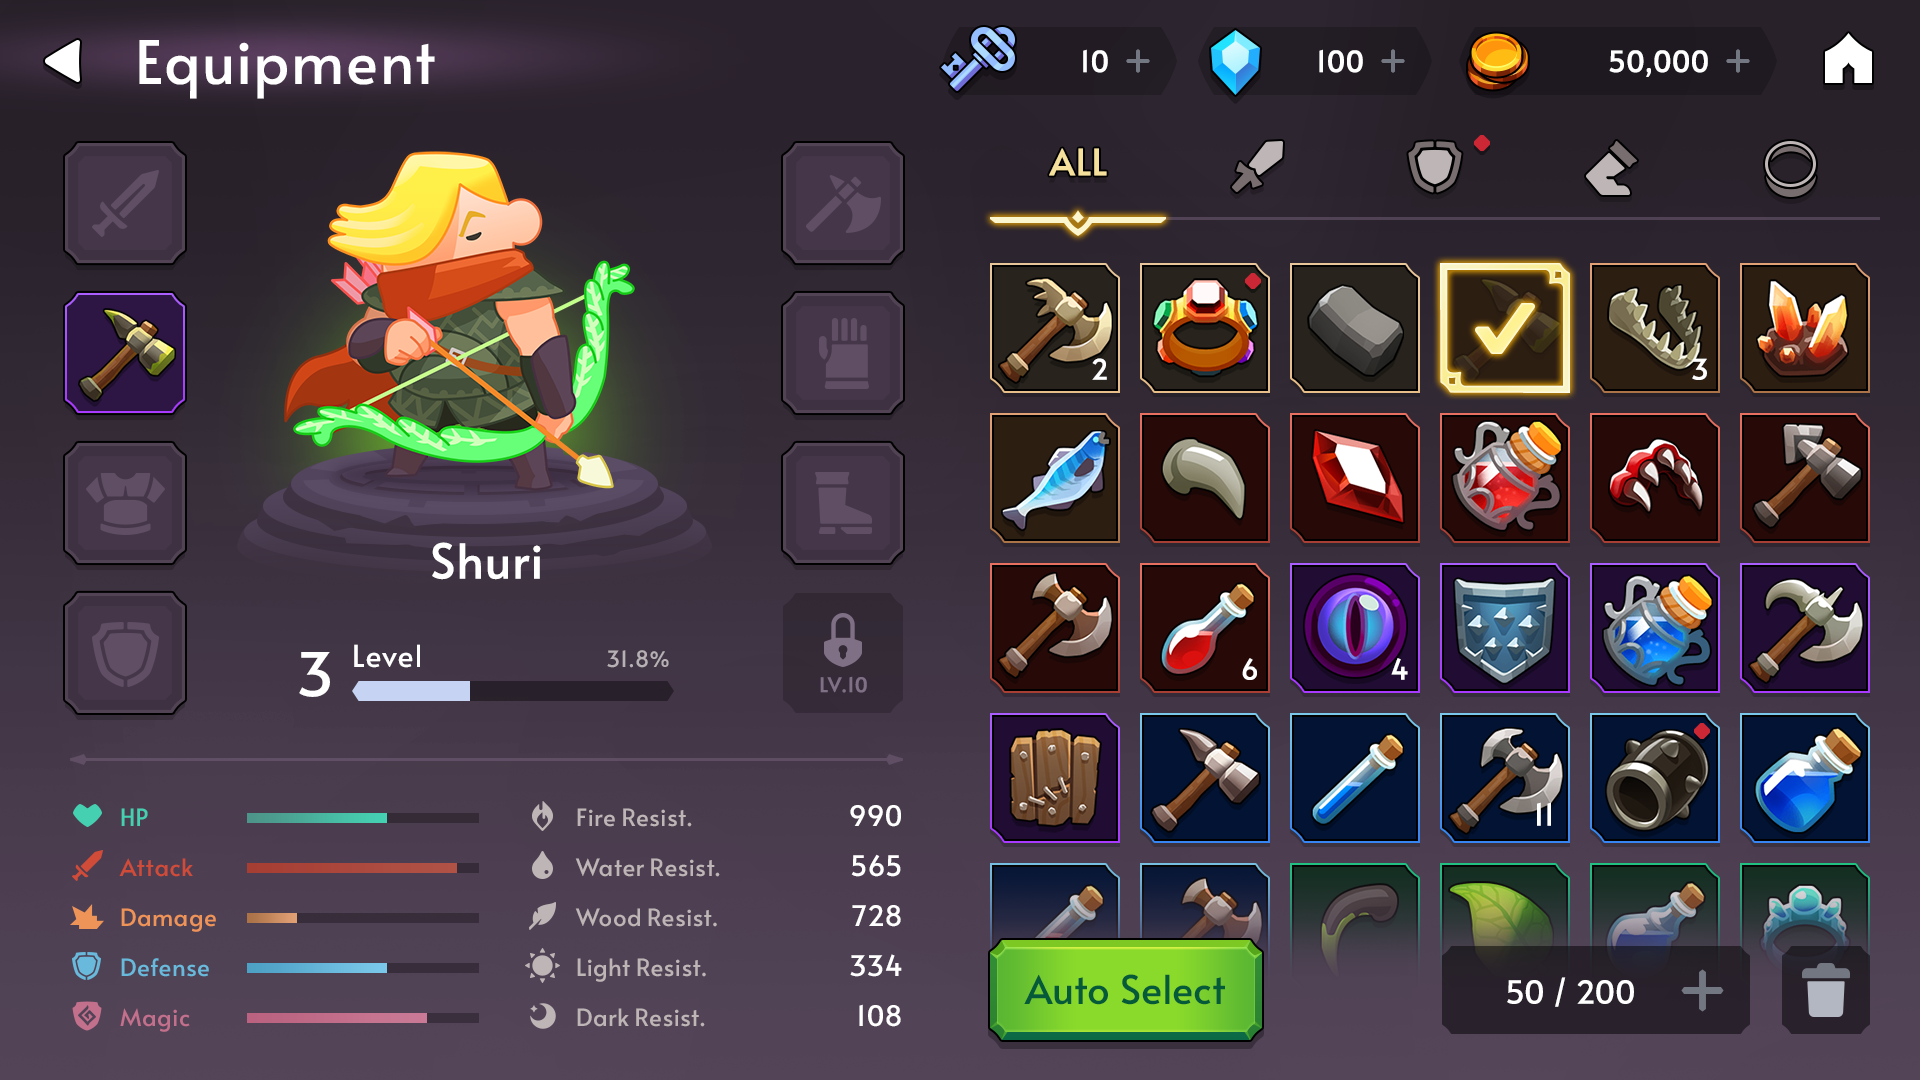 Equipment
10
100
50,000
ALL
2
3
6
4
11
Shuri
3
Level
31.8%
LV.10
HP
Attack
Damage
Defense
Magic
Fire Resist. 990
Water Resist. 565
Wood Resist. 728
Light Resist. 334
Dark Resist. 108
Auto Select
50 / 200